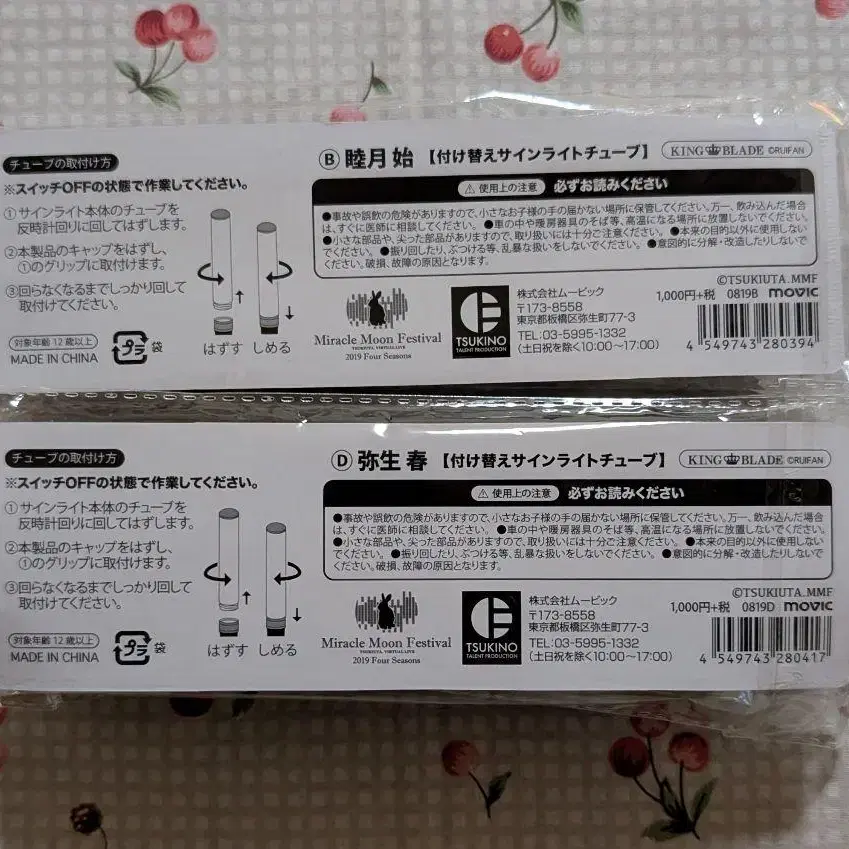 チューブの取付け方
※スイッチOFFの状態で作業してください。
①サインライト本体のチューブを
反時計回りに回してはずします。
②本製品のキャップをはずし、
①のグリップに取付けます。
③回らなくなるまでしっかり回して
取付けてください。
はずす しめる
対象年齢12歳以上
MADE IN CHINA
プラ 袋
Ⓑ 睦月 始 【付け替えサインライトチューブ】
KING BLADE ©RUIFAN
⚠使用上の注意 必ずお読みください
●事故や誤飲の危険がありますので、小さなお子様の手の届かない場所に保管してください。万一、飲み込んだ場合
は、すぐに医師に相談してください。 ●車の中や暖房器具のそば等、高温になる場所に放置しないでください。
●小さな部品や、尖った部品がありますので、取り扱いには十分ご注意ください。 ●本来の目的以外に使用しない
でください。 ●振り回したり、ぶつける等、乱暴な扱いをしないでください。 ●意図的に分解・改造したりしないで
ください。破損、故障の原因となります。
©TSUKIUTA.MMF
Miracle Moon Festival
TSUKIUTA. VIRTUAL LIVE
2019 Four Seasons
TSUKINO
TALENT PRODUCTION
株式会社ムービック
〒173-8558
東京都板橋区弥生町77-3
TEL:03-5995-1332
(土日祝を除く10:00〜17:00)
1,000円+税 0819B movic
4 549743 280394
チューブの取付け方
※スイッチOFFの状態で作業してください。
①サインライト本体のチューブを
反時計回りに回してはずします。
②本製品のキャップをはずし、
①のグリップに取付けます。
③回らなくなるまでしっかり回して
取付けてください。
はずす しめる
対象年齢12歳以上
MADE IN CHINA
プラ 袋
Ⓓ 弥生 春 【付け替えサインライトチューブ】
KING BLADE ©RUIFAN
⚠使用上の注意 必ずお読みください
●事故や誤飲の危険がありますので、小さなお子様の手の届かない場所に保管してください。万一、飲み込んだ場合
は、すぐに医師に相談してください。 ●車の中や暖房器具のそば等、高温になる場所に放置しないでください。
●小さな部品や、尖った部品がありますので、取り扱いには十分ご注意ください。 ●本来の目的以外に使用しない
でください。 ●振り回したり、ぶつける等、乱暴な扱いをしないでください。 ●意図的に分解・改造したりしないで
ください。破損、故障の原因となります。
©TSUKIUTA.MMF
Miracle Moon Festival
TSUKIUTA. VIRTUAL LIVE
2019 Four Seasons
TSUKINO
TALENT PRODUCTION
株式会社ムービック
〒173-8558
東京都板橋区弥生町77-3
TEL:03-5995-1332
(土日祝を除く10:00〜17:00)
1,000円+税 0819D movic
4 549743 280417